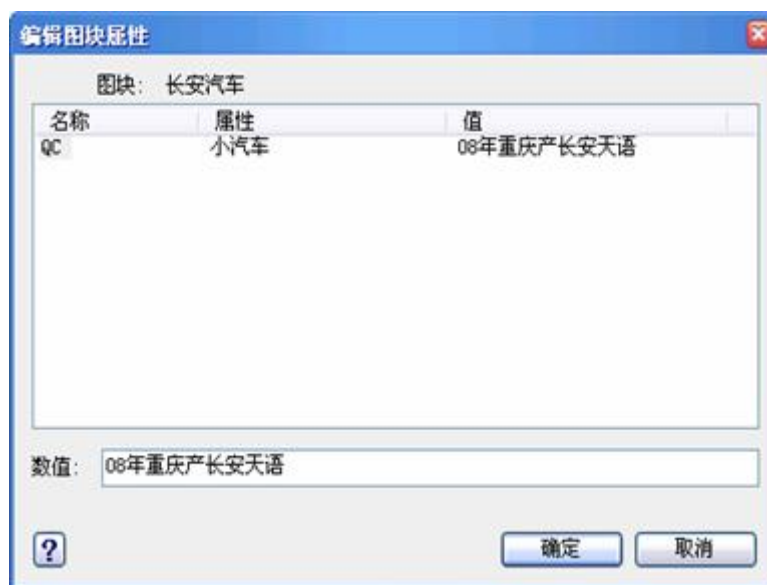 编辑图块属性
图块: 长安汽车
名称 属性 值
QC 小汽车 08年重庆产长安天语
数值: 08年重庆产长安天语
? 确定 取消